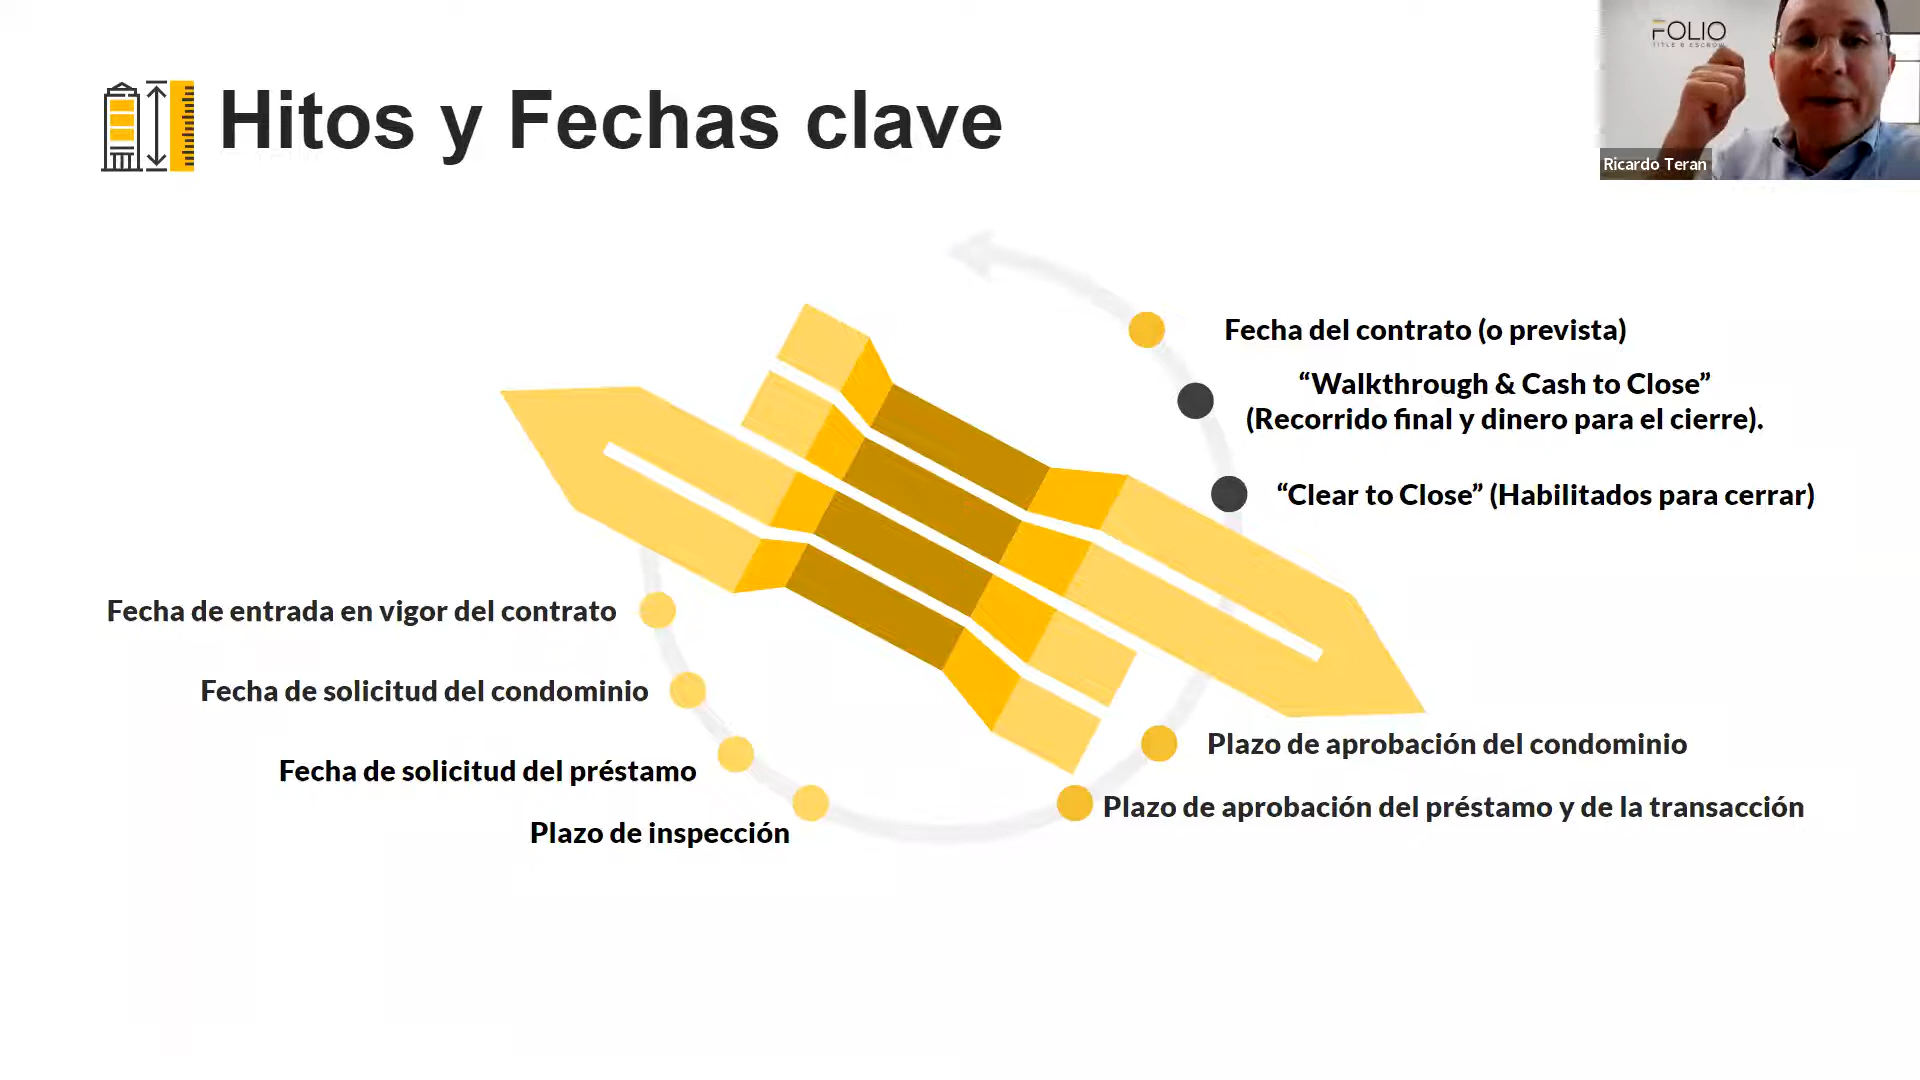 Hitos y Fechas clave
FOLIO
TITLE & ESCROW
Ricardo Teran
Fecha del contrato (o prevista)
“Walkthrough & Cash to Close”
(Recorrido final y dinero para el cierre).
“Clear to Close” (Habilitados para cerrar)
Fecha de entrada en vigor del contrato
Fecha de solicitud del condominio
Fecha de solicitud del préstamo
Plazo de inspección
Plazo de aprobación del condominio
Plazo de aprobación del préstamo y de la transacción